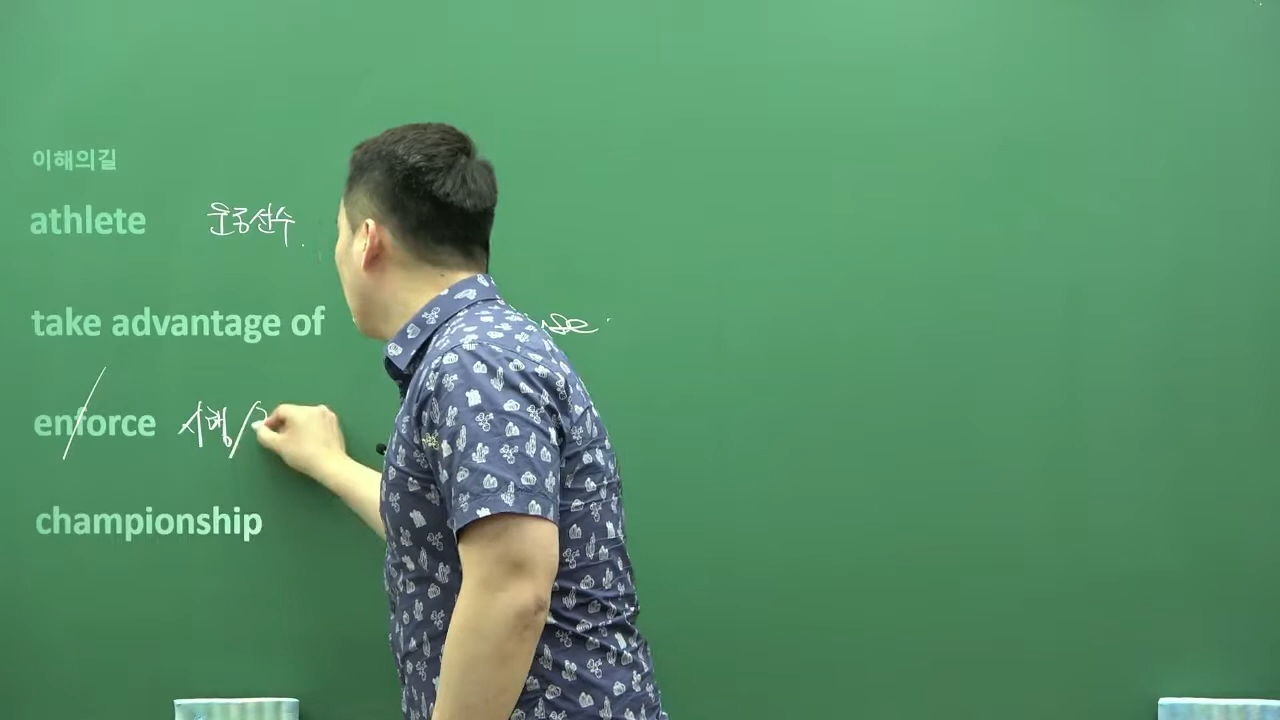 이해의길
athlete 운동선수.
take advantage of
enforce 시행/
championship